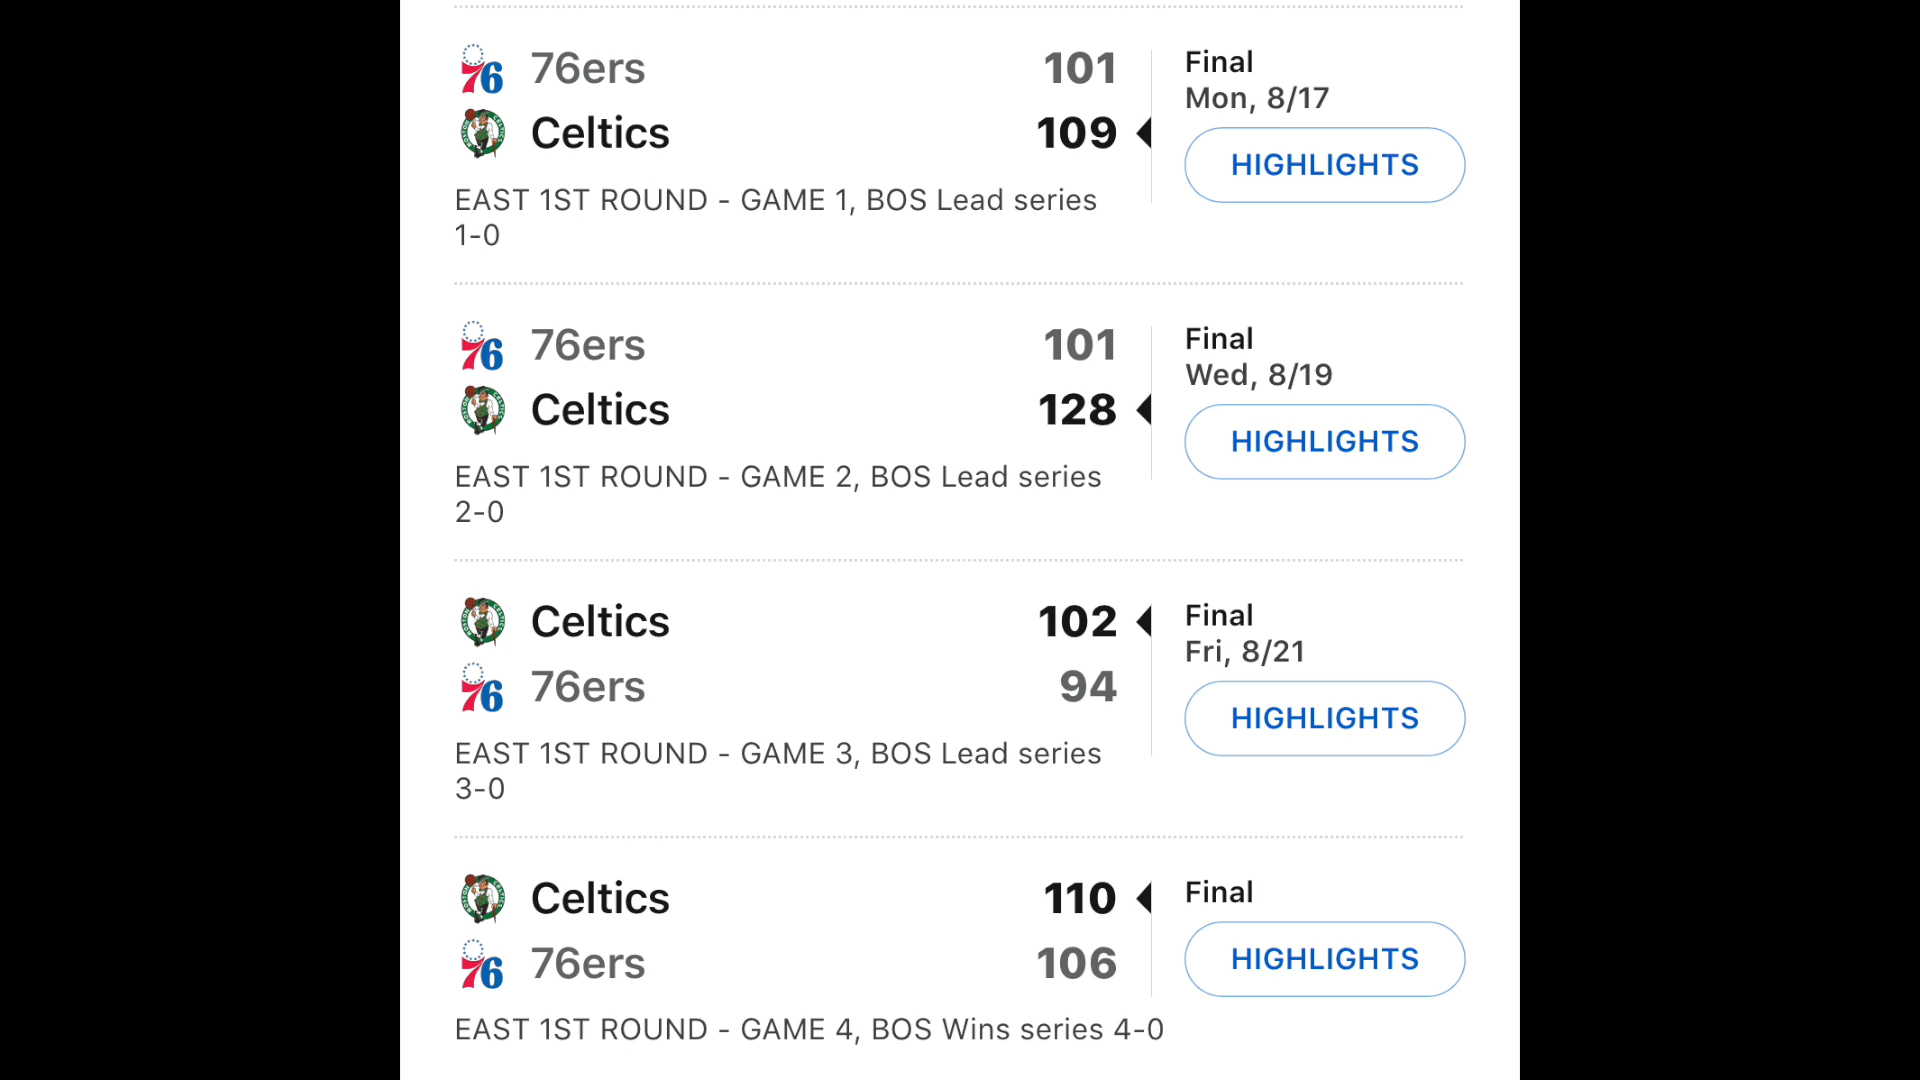 76ers 101 Final
Mon, 8/17
Celtics 109
HIGHLIGHTS
EAST 1ST ROUND - GAME 1, BOS Lead series
1-0
76ers 101 Final
Wed, 8/19
Celtics 128
HIGHLIGHTS
EAST 1ST ROUND - GAME 2, BOS Lead series
2-0
Celtics 102 Final
Fri, 8/21
76ers 94
HIGHLIGHTS
EAST 1ST ROUND - GAME 3, BOS Lead series
3-0
Celtics 110 Final
76ers 106
HIGHLIGHTS
EAST 1ST ROUND - GAME 4, BOS Wins series 4-0